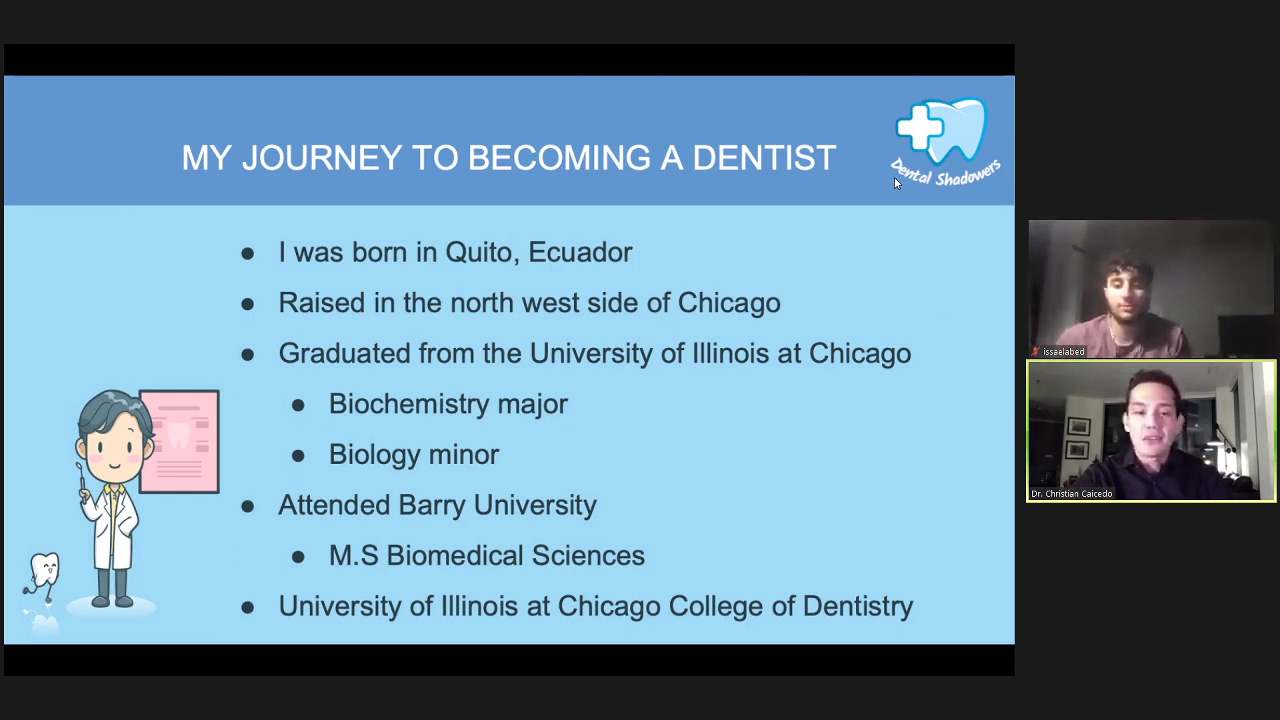 MY JOURNEY TO BECOMING A DENTIST
Dental Shadowers
● I was born in Quito, Ecuador
● Raised in the north west side of Chicago
● Graduated from the University of Illinois at Chicago
● Biochemistry major
● Biology minor
● Attended Barry University
● M.S Biomedical Sciences
● University of Illinois at Chicago College of Dentistry
issaelabed
Dr. Christian Caicedo